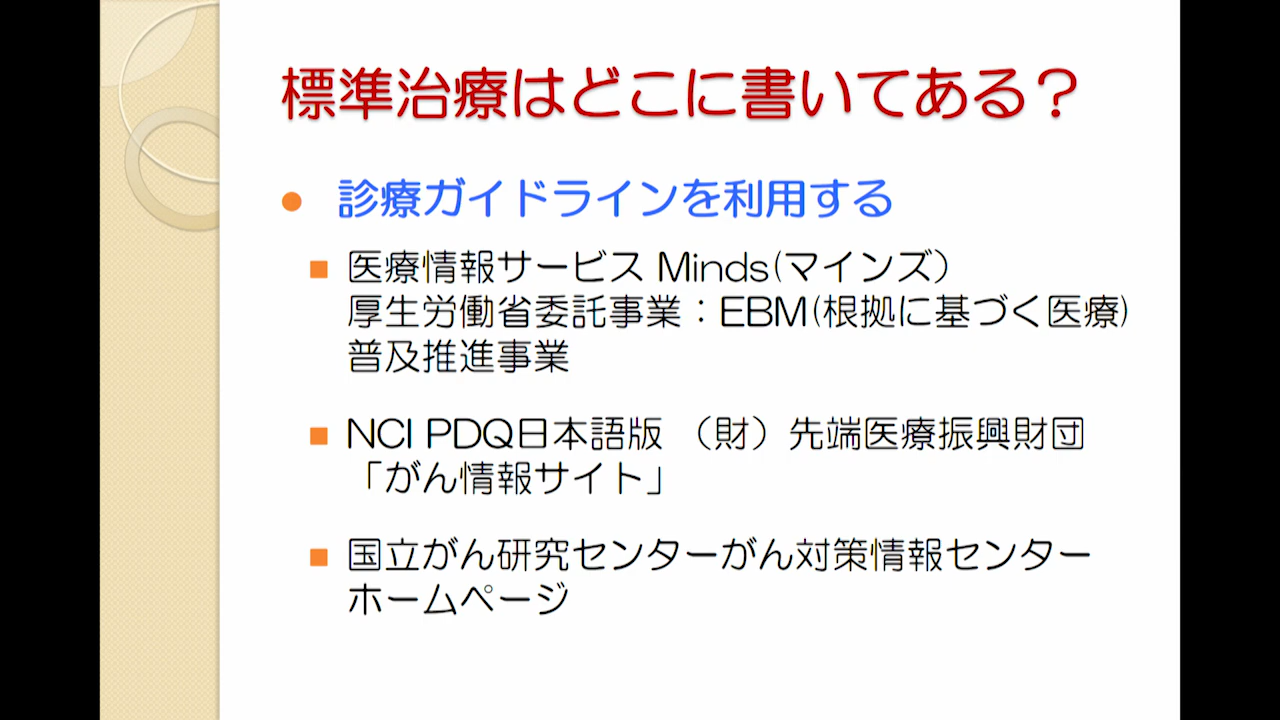 標準治療はどこに書いてある？
診療ガイドラインを利用する
医療情報サービス Minds(マインズ）
厚生労働省委託事業：EBM(根拠に基づく医療)
普及推進事業
NCI PDQ日本語版 （財）先端医療振興財団
「がん情報サイト」
国立がん研究センターがん対策情報センター
ホームページ